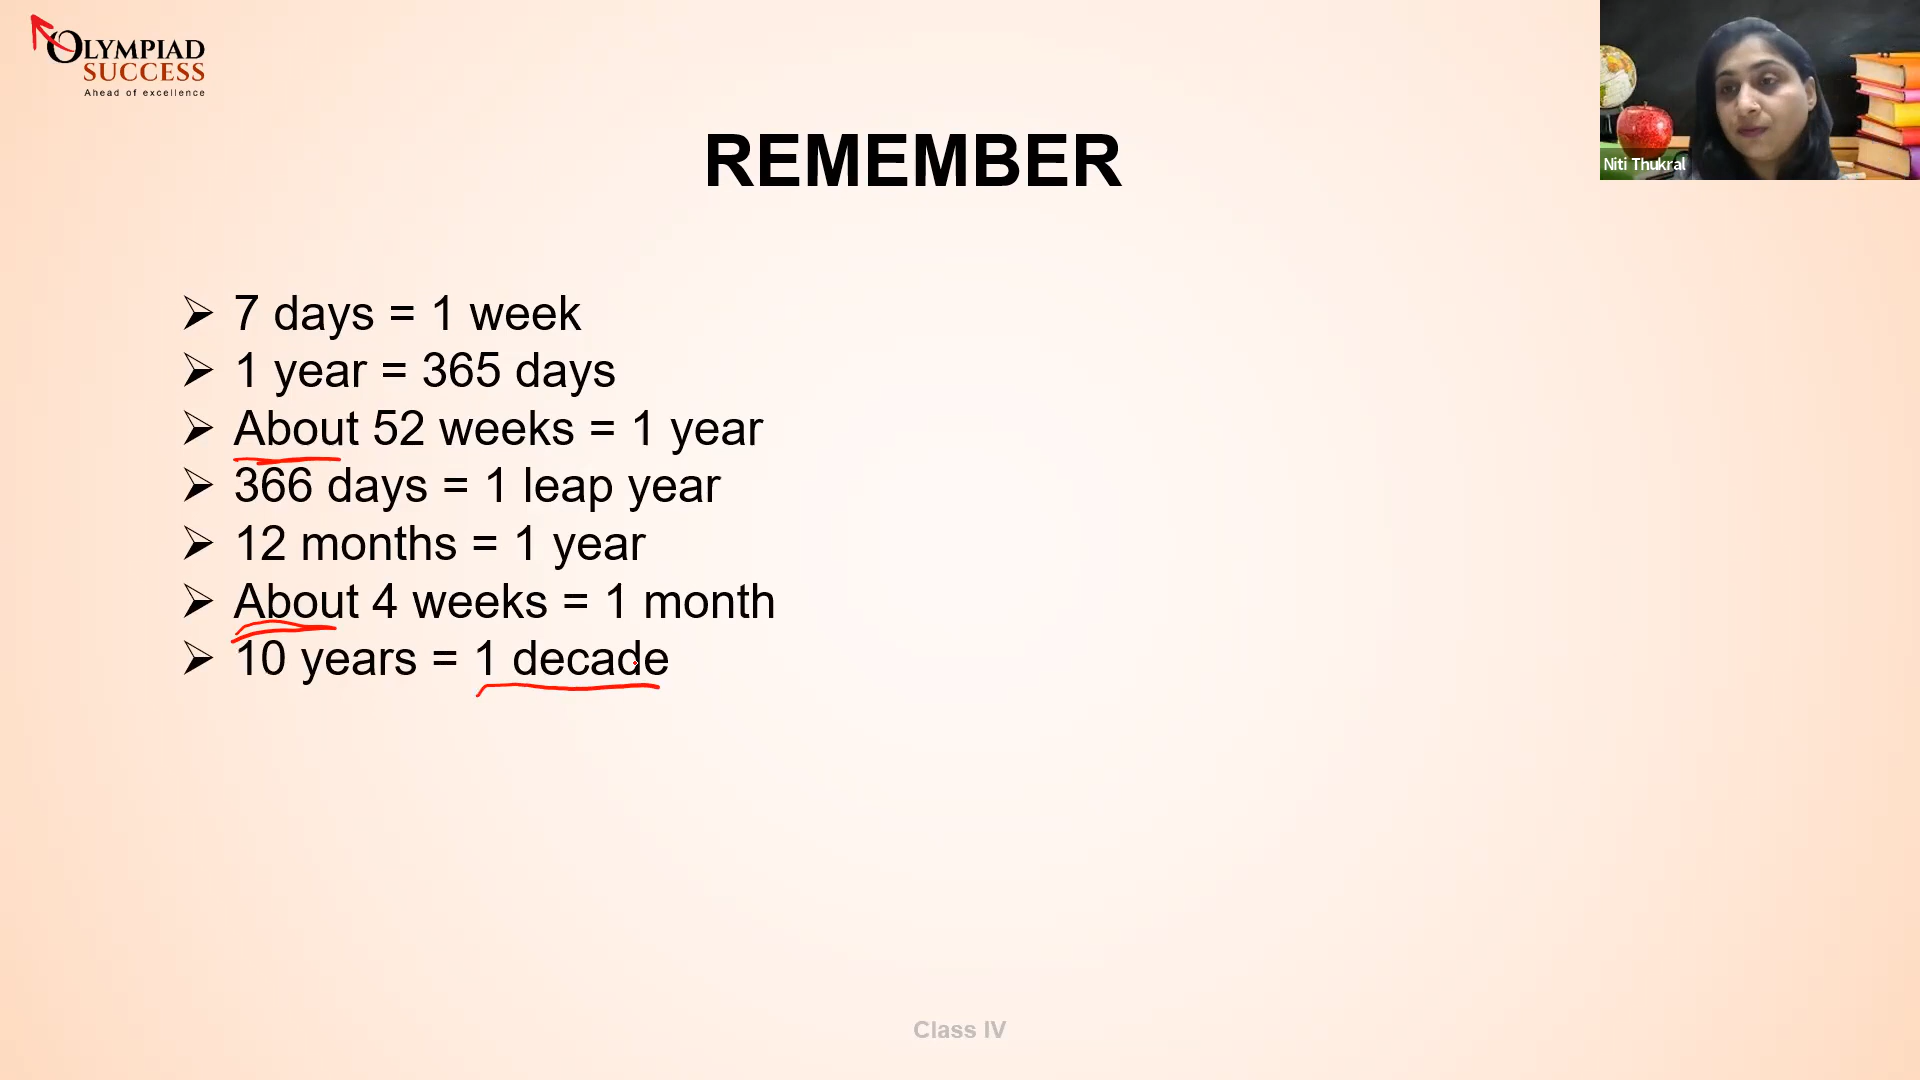 OLYMPIAD
SUCCESS
Ahead of excellence
Niti Thukral
REMEMBER
7 days = 1 week
1 year = 365 days
About 52 weeks = 1 year
366 days = 1 leap year
12 months = 1 year
About 4 weeks = 1 month
10 years = 1 decade
Class IV